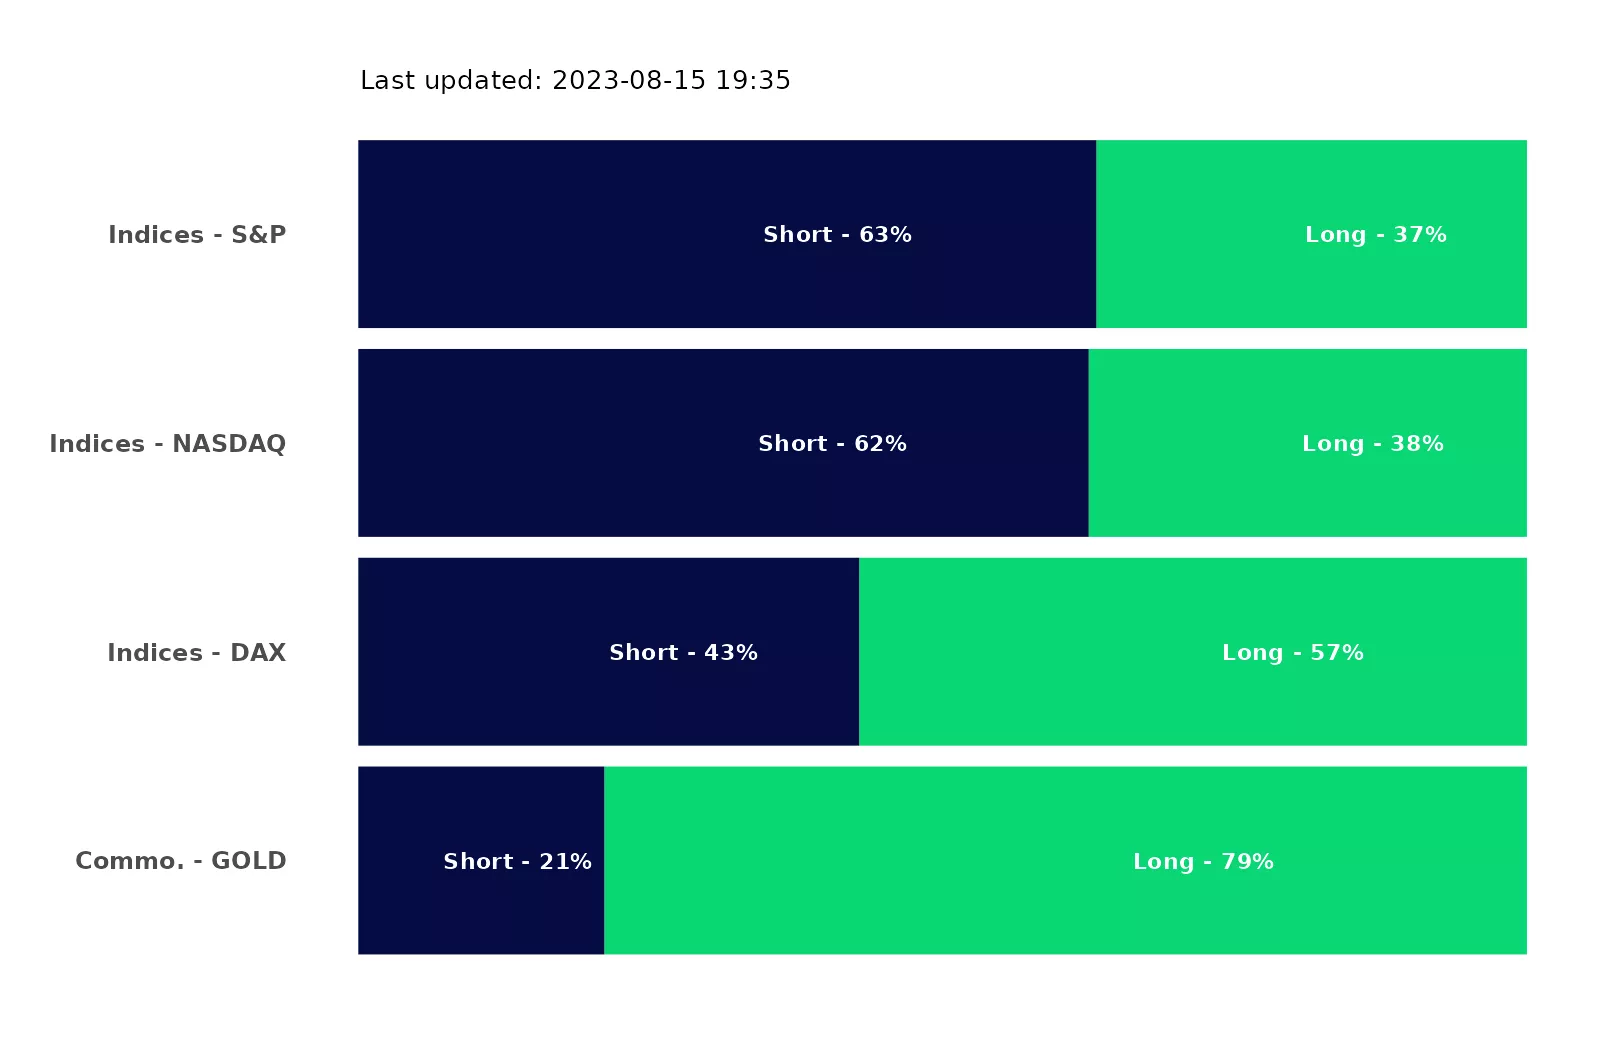 Last updated: 2023-08-15 19:35
Indices - S&P
Short - 63%
Long - 37%
Indices - NASDAQ
Short - 62%
Long - 38%
Indices - DAX
Short - 43%
Long - 57%
Commo. - GOLD
Short - 21%
Long - 79%